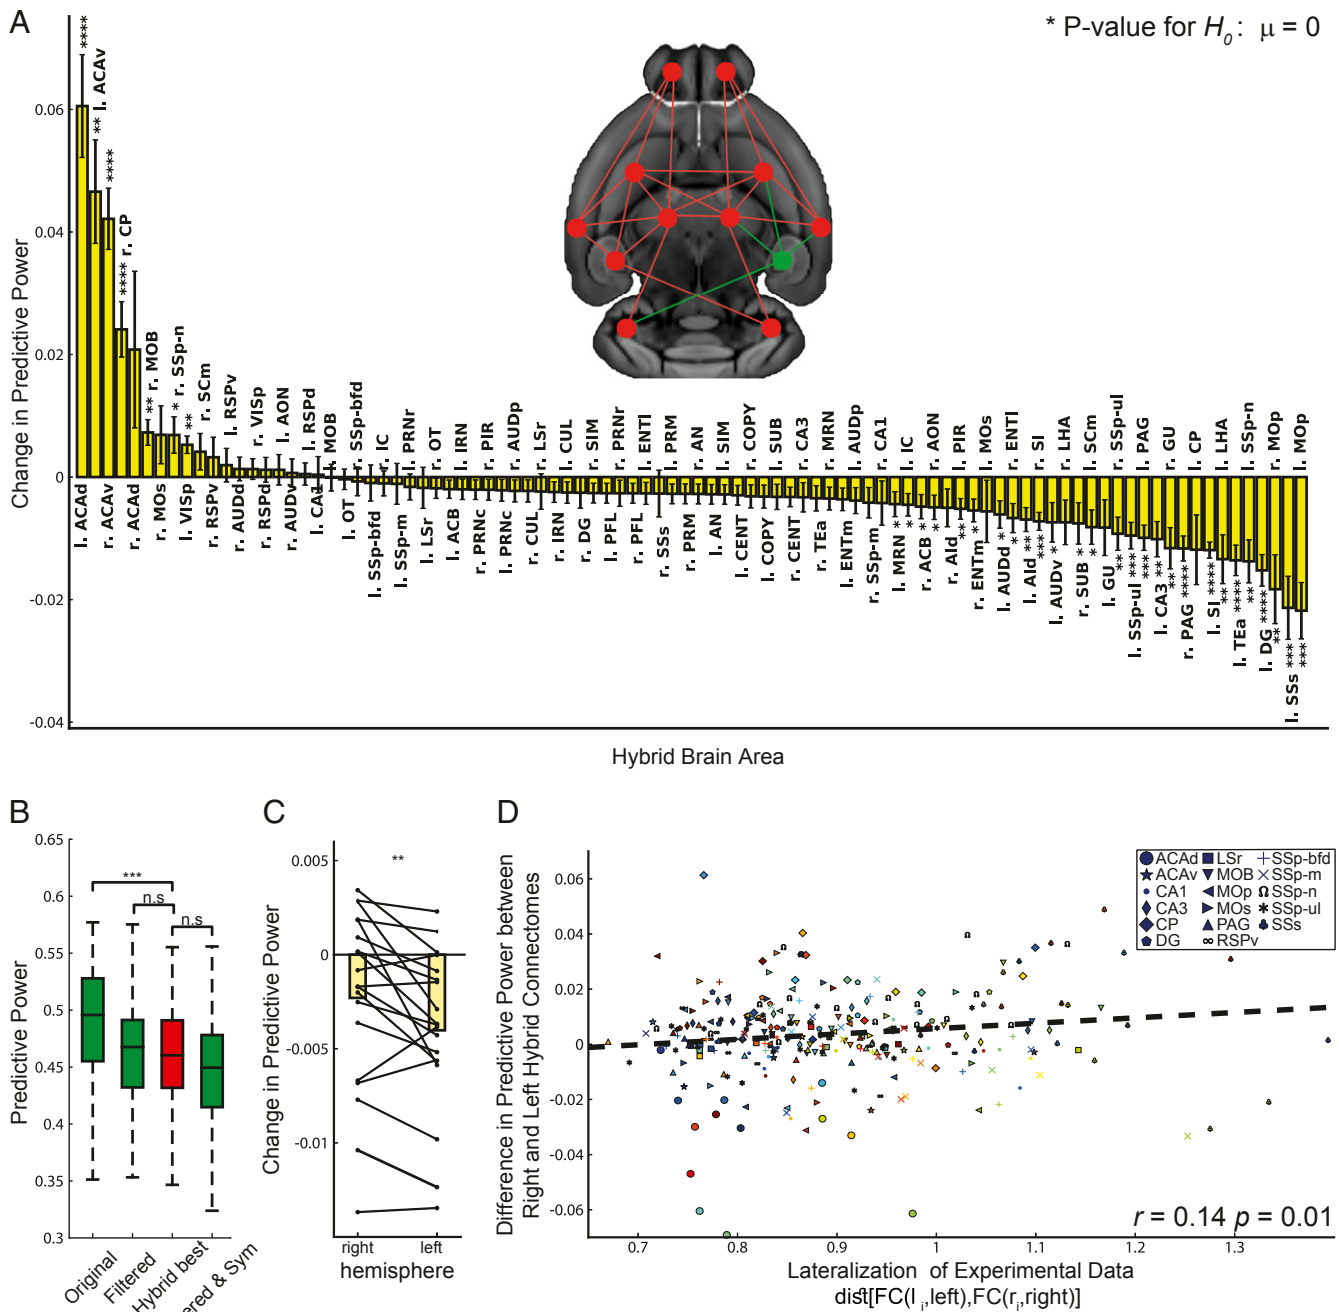 A
* P-value for H0: μ = 0
Change in Predictive Power
0.06
0.04
0.02
0
-0.02
-0.04
**** 
** l. ACAv
****
**** r. CP
** r. MOB
* r. SSp-n
**
r. SCm
l. RSPv
r. VISp
l. AON
l. RSPd
l. MOB
r. SSp-bfd
r. IC
l. PRNr
r. OT
l. IRN
r. PIR
r. AUDp
r. LSr
l. CUL
r. SIM
r. PRNr
l. ENTl
l. PRM
r. AN
l. SIM
r. COPY
l. SUB
r. CA3
r. MRN
l. AUDp
r. CA1
l. IC
r. AON
l. PIR
l. MOs
r. ENTl
r. SI
r. LHA
l. SCm
r. SSp-ul
l. PAG
r. GU
l. CP
l. LHA
l. SSp-n
r. MOp
l. MOp
l. ACAd
r. ACAv
r. ACAd
r. MOs
l. VISp
r. RSPv
r. AUDd
r. RSPd
r. AUDv
l. CA1
l. OT
l. SSp-bfd
l. SSp-m
l. LSr
l. ACB
r. PRNc
l. PRNc
r. CUL
r. IRN
r. DG
l. PFL
r. PFL
r. SSs
r. PRM
l. AN
l. CENT
l. COPY
r. CENT
r. TEa
l. ENTm
r. SSp-m
l. MRN *
*
r. ACB *
*
r. AId
**
r. ENTm *
l. AUDd *
*
l. AId **
***
l. AUDv *
r. SUB *
*
l. GU
**
l. SSp-ul ****
***
l. CA3 **
**
r. PAG ****
l. SI ****
**
l. TEa ****
**
l. DG ****
**
l. SSs ***
***
Hybrid Brain Area
B
Predictive Power
0.65
0.6
0.55
0.5
0.45
0.4
0.35
0.3
***
n.s
n.s
Original
Filtered
Hybrid best
ered & Sym
C
Change in Predictive Power
0.005
0
-0.005
-0.01
**
right left
hemisphere
D
Difference in Predictive Power between
Right and Left Hybrid Connectomes
0.06
0.04
0.02
0
-0.02
-0.04
-0.06
ACAd LSr SSp-bfd
ACAv MOB SSp-m
CA1 MOp SSp-n
CA3 MOs SSp-ul
CP PAG SSs
DG RSPv
r = 0.14 p = 0.01
0.7 0.8 0.9 1 1.1 1.2 1.3
Lateralization of Experimental Data
dist[FC(l_i,left),FC(r_i,right)]